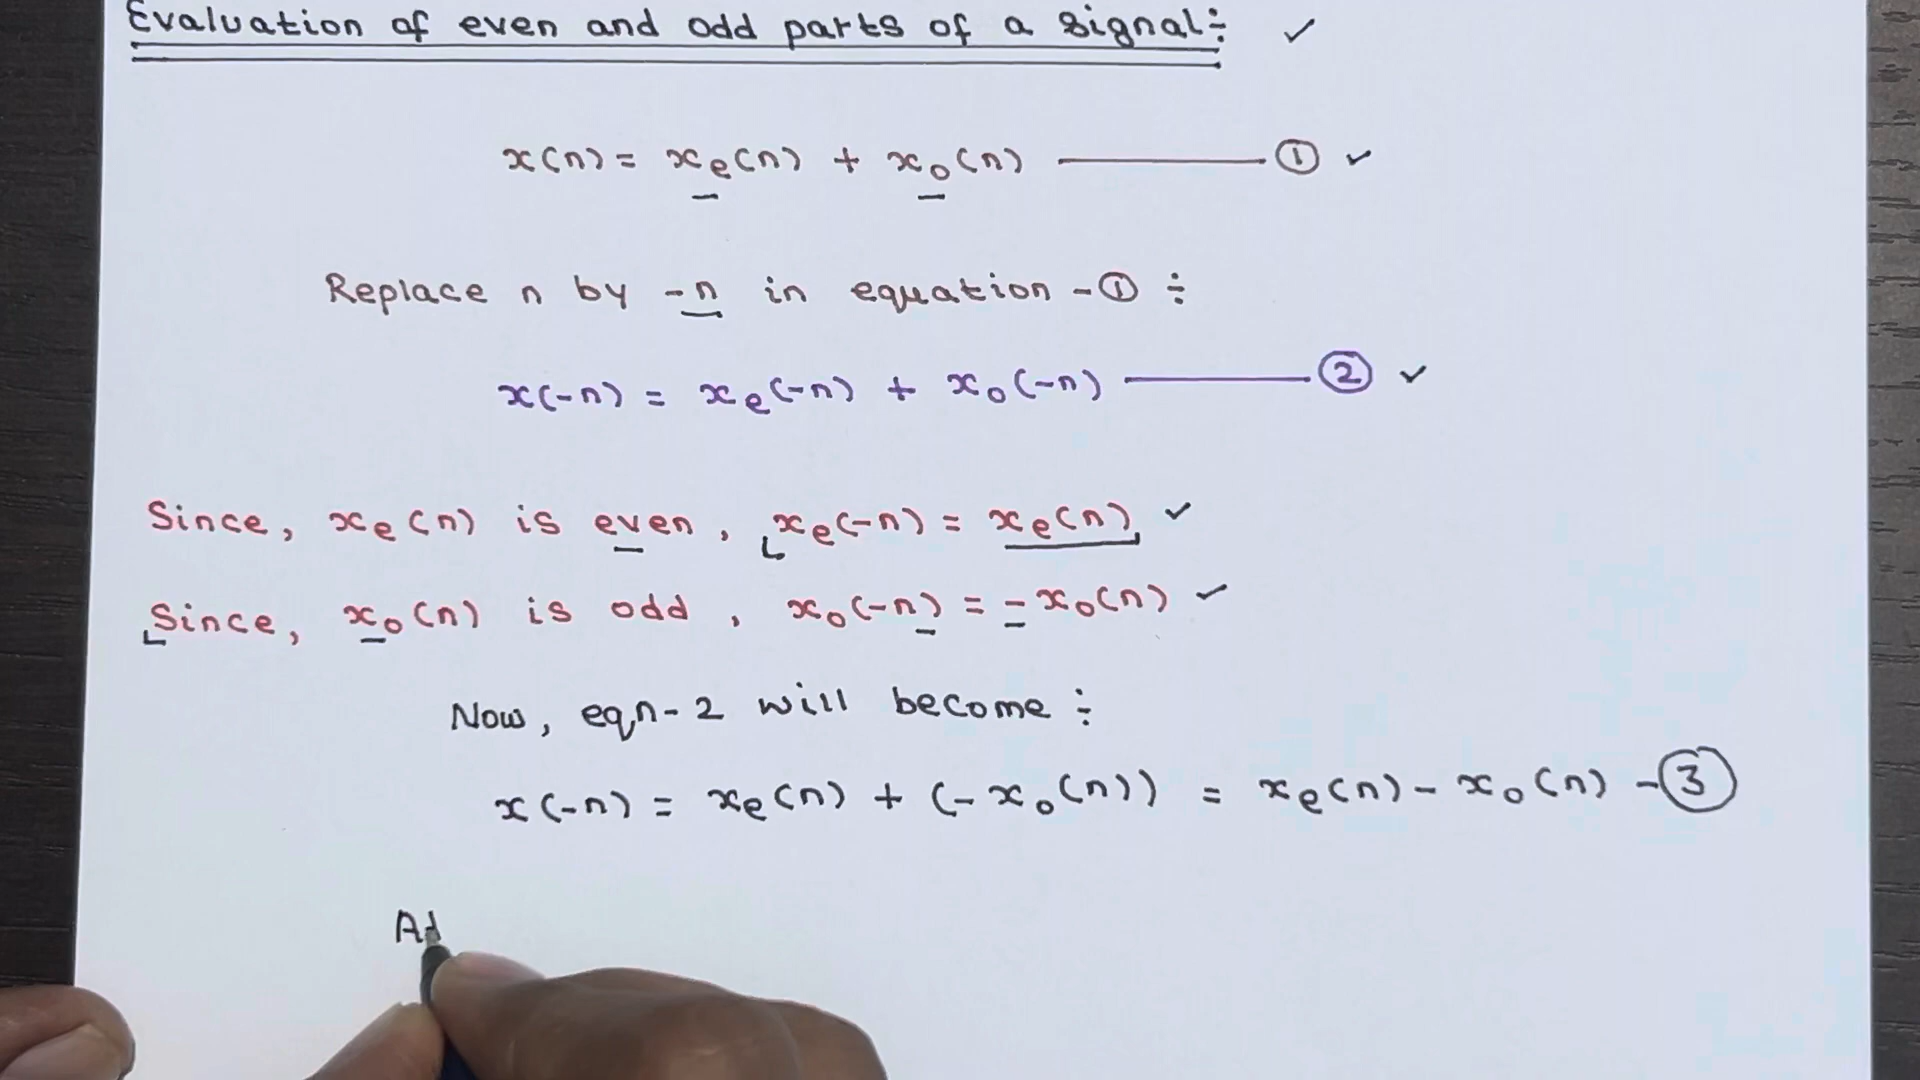 Evaluation of even and odd parts of a signal÷ ✓
x(n) = xₑ(n) + xₒ(n) ——— ① ✓
Replace n by -n in equation - ① ÷
x(-n) = xₑ(-n) + xₒ(-n) ——— ② ✓
Since, xₑ(n) is even, xₑ(-n) = xₑ(n) ✓
Since, xₒ(n) is odd, xₒ(-n) = -xₒ(n) ✓
Now, eqn-2 will become ÷
x(-n) = xₑ(n) + (-xₒ(n)) = xₑ(n) - xₒ(n) - ③
Ad